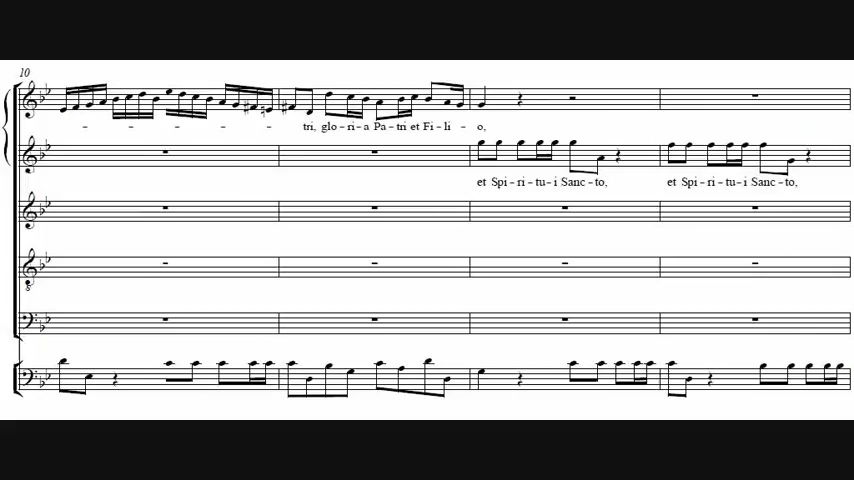 10
- - - - - tri, glo-ri-a Pa-tri et Fi-li-o,
et Spi-ri-tu-i Sanc-to, et Spi-ri-tu-i Sanc-to,
8